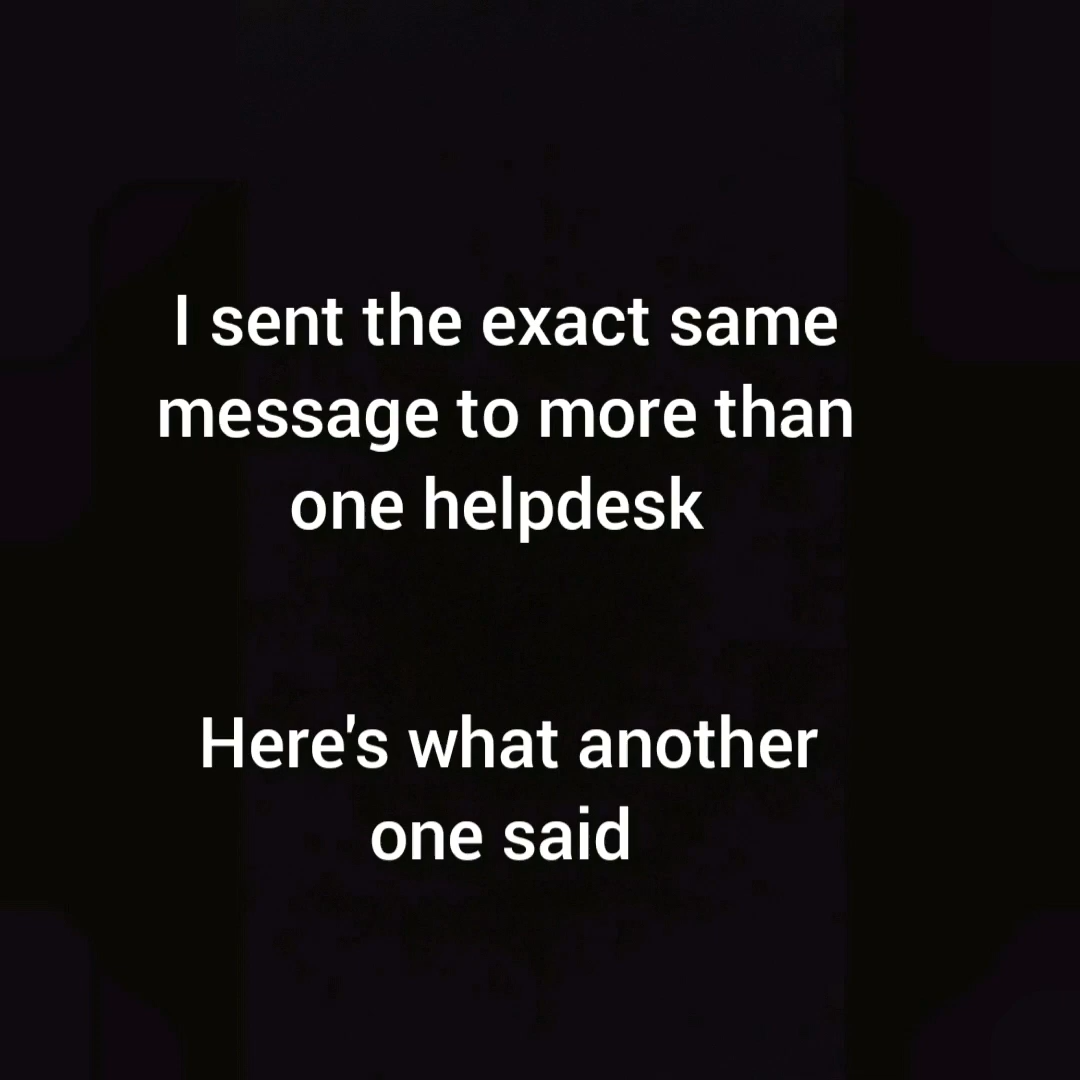 I sent the exact same
message to more than
one helpdesk
Here's what another
one said